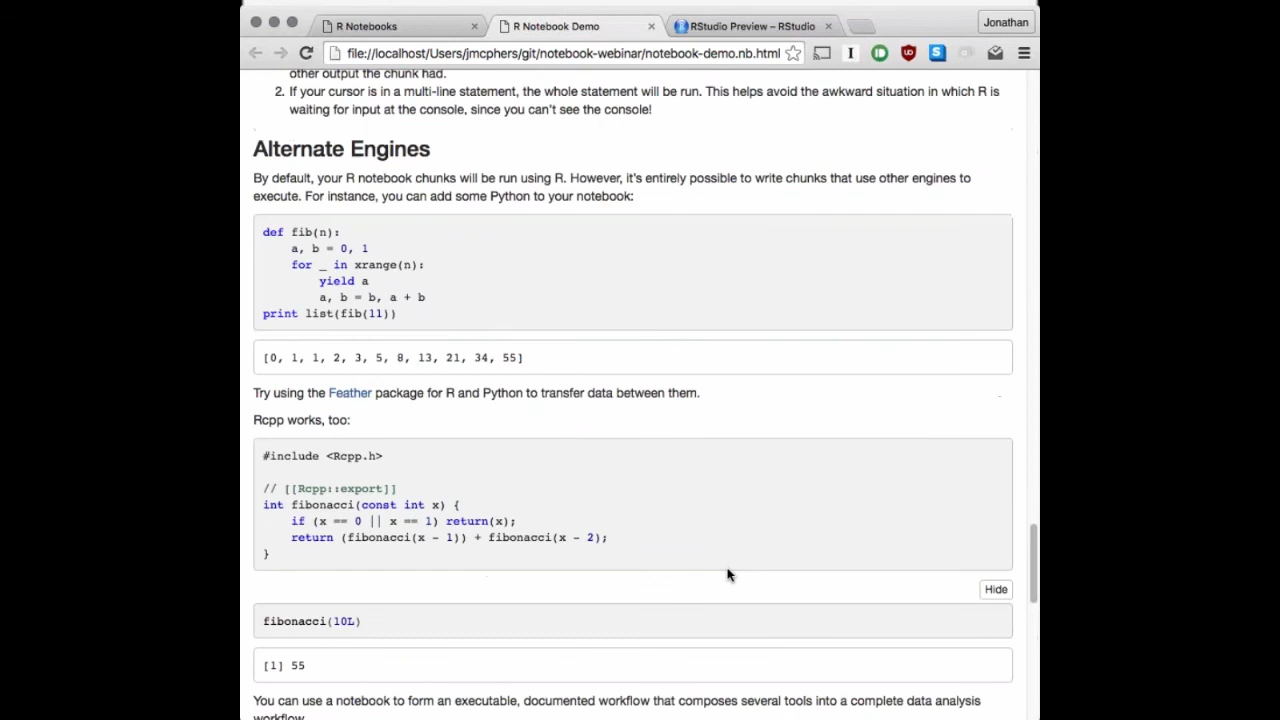 R Notebooks
R Notebook Demo
RStudio Preview – RStudio
Jonathan
file://localhost/Users/jmcphers/git/notebook-webinar/notebook-demo.nb.html
other output the chunk had.
2. If your cursor is in a multi-line statement, the whole statement will be run. This helps avoid the awkward situation in which R is
waiting for input at the console, since you can't see the console!
Alternate Engines
By default, your R notebook chunks will be run using R. However, it's entirely possible to write chunks that use other engines to
execute. For instance, you can add some Python to your notebook:
def fib(n):
    a, b = 0, 1
    for _ in xrange(n):
        yield a
        a, b = b, a + b
print list(fib(11))
[0, 1, 1, 2, 3, 5, 8, 13, 21, 34, 55]
Try using the Feather package for R and Python to transfer data between them.
Rcpp works, too:
#include <Rcpp.h>
// [[Rcpp::export]]
int fibonacci(const int x) {
    if (x == 0 || x == 1) return(x);
    return (fibonacci(x - 1)) + fibonacci(x - 2);
}
Hide
fibonacci(10L)
[1] 55
You can use a notebook to form an executable, documented workflow that composes several tools into a complete data analysis
workflow.